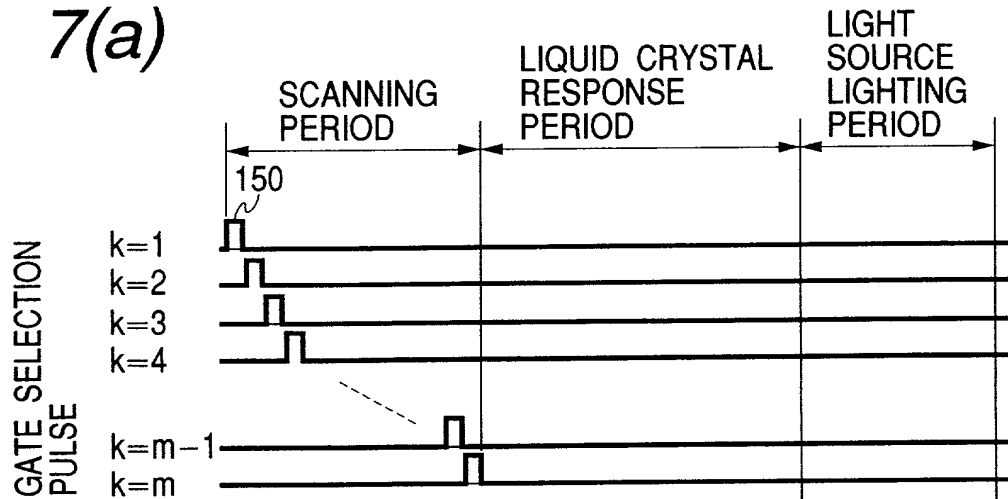 7(a)
SCANNING
PERIOD
LIQUID CRYSTAL
RESPONSE
PERIOD
LIGHT
SOURCE
LIGHTING
PERIOD
150
GATE SELECTION
PULSE
k=1
k=2
k=3
k=4
k=m-1
k=m